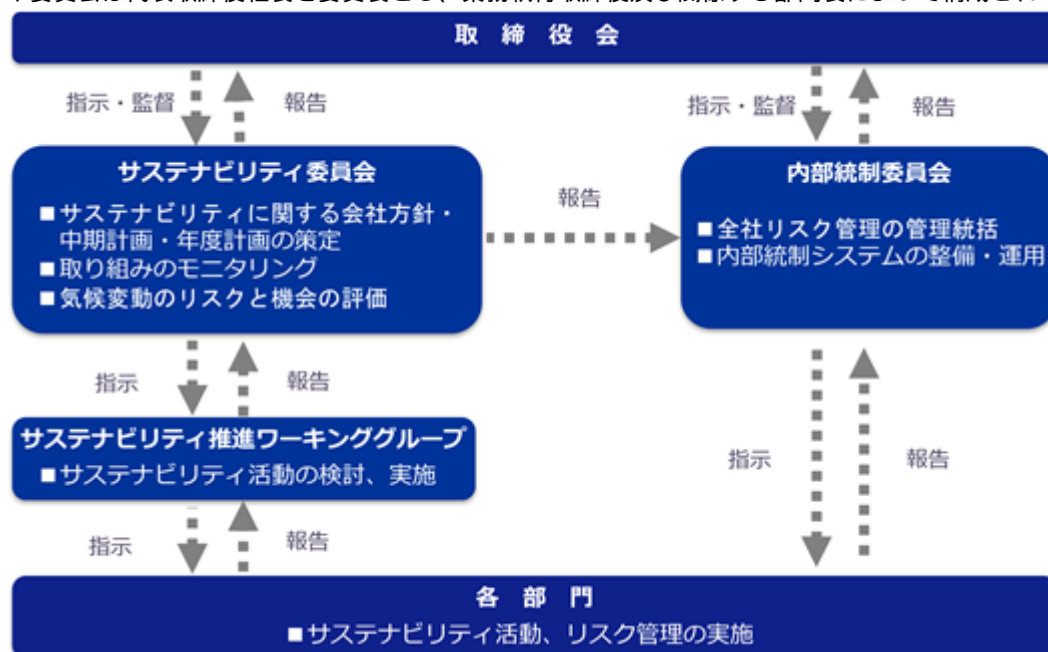 取 締 役 会
指示・監督
報告
指示・監督
報告
サステナビリティ委員会
■サステナビリティに関する会社方針・
中期計画・年度計画の策定
■取り組みのモニタリング
■気候変動のリスクと機会の評価
報告
内部統制委員会
■全社リスク管理の管理統括
■内部統制システムの整備・運用
指示
報告
サステナビリティ推進ワーキンググループ
■サステナビリティ活動の検討、実施
指示
報告
指示
報告
各 部 門
■サステナビリティ活動、リスク管理の実施